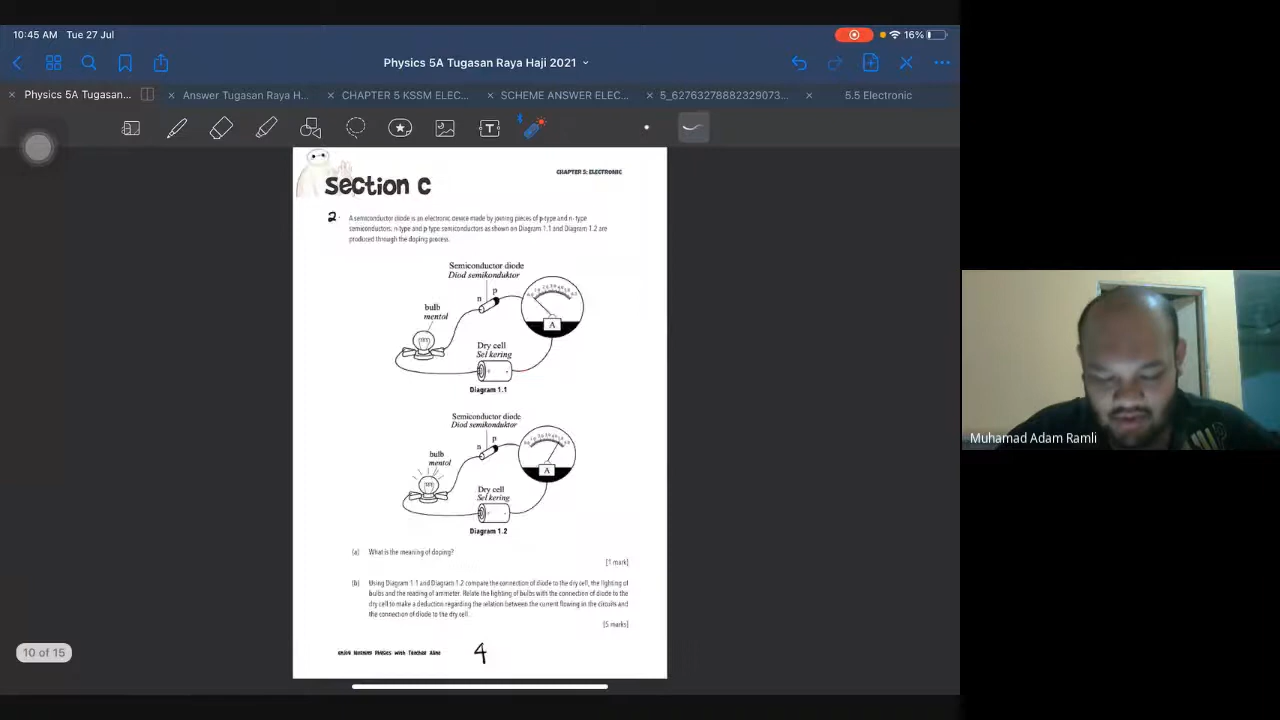 10:45 AM Tue 27 Jul
16%
Physics 5A Tugasan Raya Haji 2021
Physics 5A Tugasan...
Answer Tugasan Raya H...
CHAPTER 5 KSSM ELEC...
SCHEME ANSWER ELEC...
5_62763278882329073...
5.5 Electronic
CHAPTER 5: ELECTRONIC
Section C
2. A semiconductor diode is an electronic device made by joining pieces of p-type and n- type
semiconductors. n-type and p-type semiconductors as shown on Diagram 1.1 and Diagram 1.2 are
produced through the doping process.
Semiconductor diode
Diod semikonduktor
n p
bulb
mentol
A
Dry cell
Sel kering
Diagram 1.1
Semiconductor diode
Diod semikonduktor
n p
bulb
mentol
A
Dry cell
Sel kering
Diagram 1.2
(a) What is the meaning of doping?
[1 mark]
(b) Using Diagram 1.1 and Diagram 1.2 compare the connection of diode to the dry cell, the lighting of
bulbs and the reading of ammeter. Relate the lighting of bulbs with the connection of diode to the
dry cell to make a deduction regarding the relation between the current flowing in the circuits and
the connection of diode to the dry cell.
[5 marks]
Physics With Teacher
4
10 of 15
Muhamad Adam Ramli